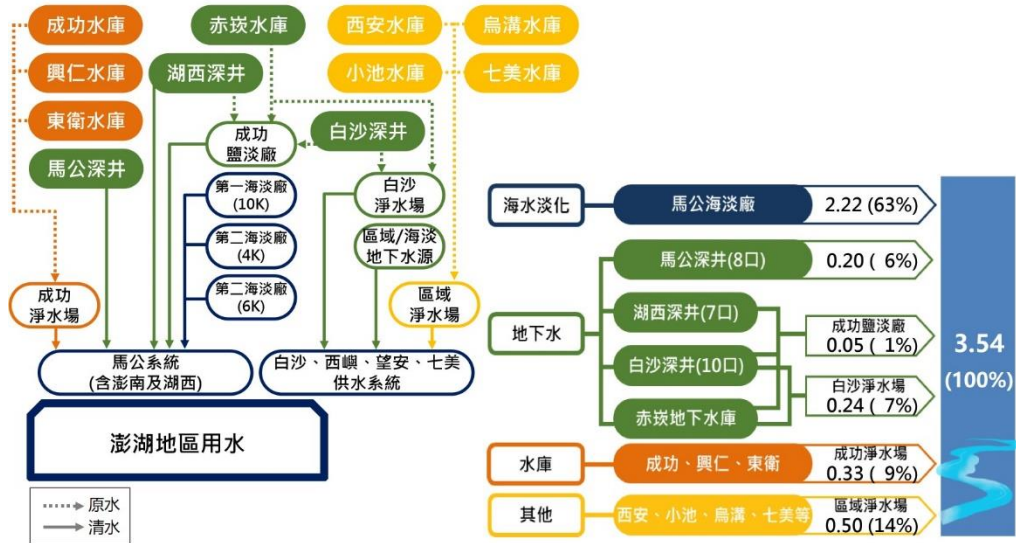 成功水庫
赤崁水庫
西安水庫
烏溝水庫
興仁水庫
湖西深井
小池水庫
七美水庫
東衛水庫
成功
鹽淡廠
白沙深井
馬公深井
第一海淡廠
(10K)
白沙
淨水場
第二海淡廠
(4K)
區域/海淡
地下水源
第二海淡廠
(6K)
成功
淨水場
區域
淨水場
馬公系統
(含澎南及湖西)
白沙、西嶼、望安、七美
供水系統
澎湖地區用水
原水
清水
海水淡化
馬公海淡廠
2.22 (63%)
地下水
馬公深井(8口)
0.20 ( 6%)
湖西深井(7口)
白沙深井(10口)
赤崁地下水庫
成功鹽淡廠
0.05 ( 1%)
白沙淨水場
0.24 ( 7%)
水庫
成功、興仁、東衛
成功淨水場
0.33 ( 9%)
其他
西安、小池、烏溝、七美等
區域淨水場
0.50 (14%)
3.54
(100%)